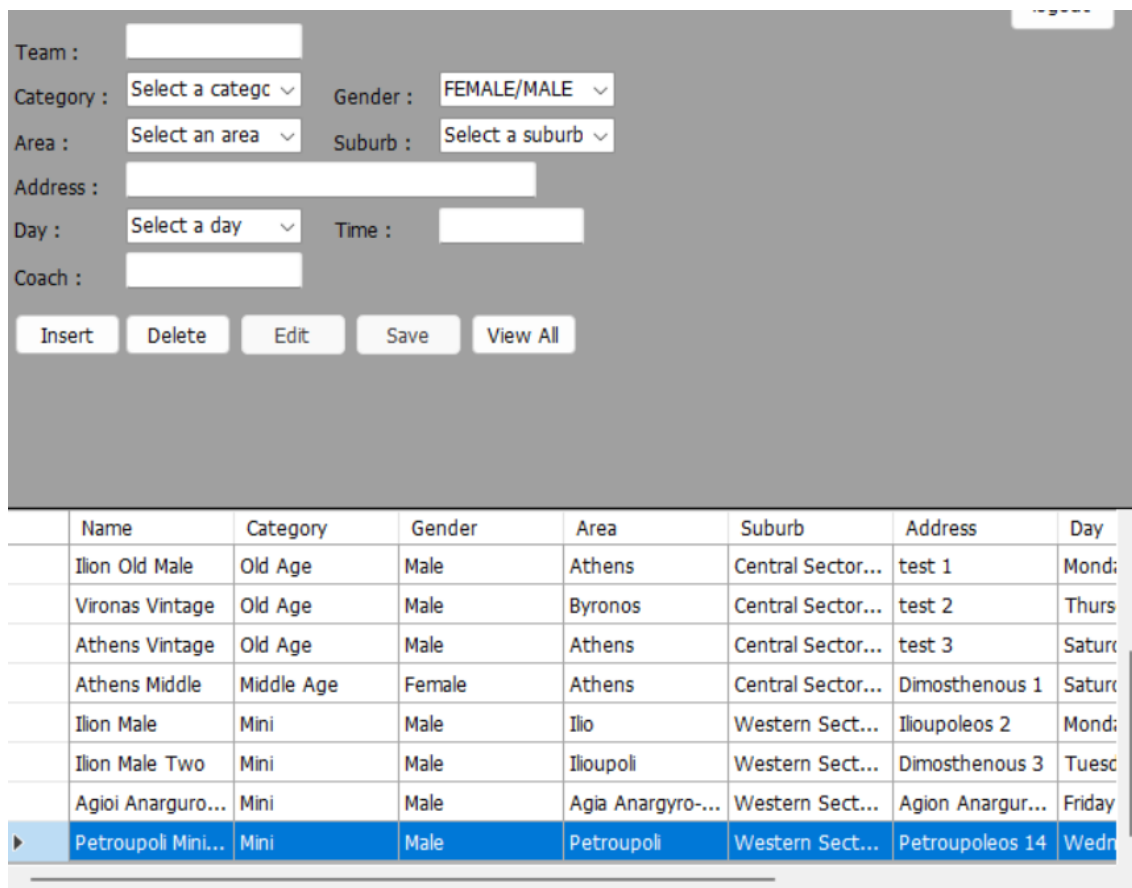 logout
Team :
Category : Select a categc Gender : FEMALE/MALE
Area : Select an area Suburb : Select a suburb
Address :
Day : Select a day Time :
Coach :
Insert Delete Edit Save View All
Name Category Gender Area Suburb Address Day
Ilion Old Male Old Age Male Athens Central Sector... test 1 Monda
Vironas Vintage Old Age Male Byronos Central Sector... test 2 Thurs
Athens Vintage Old Age Male Athens Central Sector... test 3 Saturd
Athens Middle Middle Age Female Athens Central Sector... Dimosthenous 1 Saturd
Ilion Male Mini Male Ilio Western Sect... Ilioupoleos 2 Monda
Ilion Male Two Mini Male Ilioupoli Western Sect... Dimosthenous 3 Tuesd
Agioi Anarguro... Mini Male Agia Anargyro-... Western Sect... Agion Anargur... Friday
Petroupoli Mini... Mini Male Petroupoli Western Sect... Petroupoleos 14 Wedn